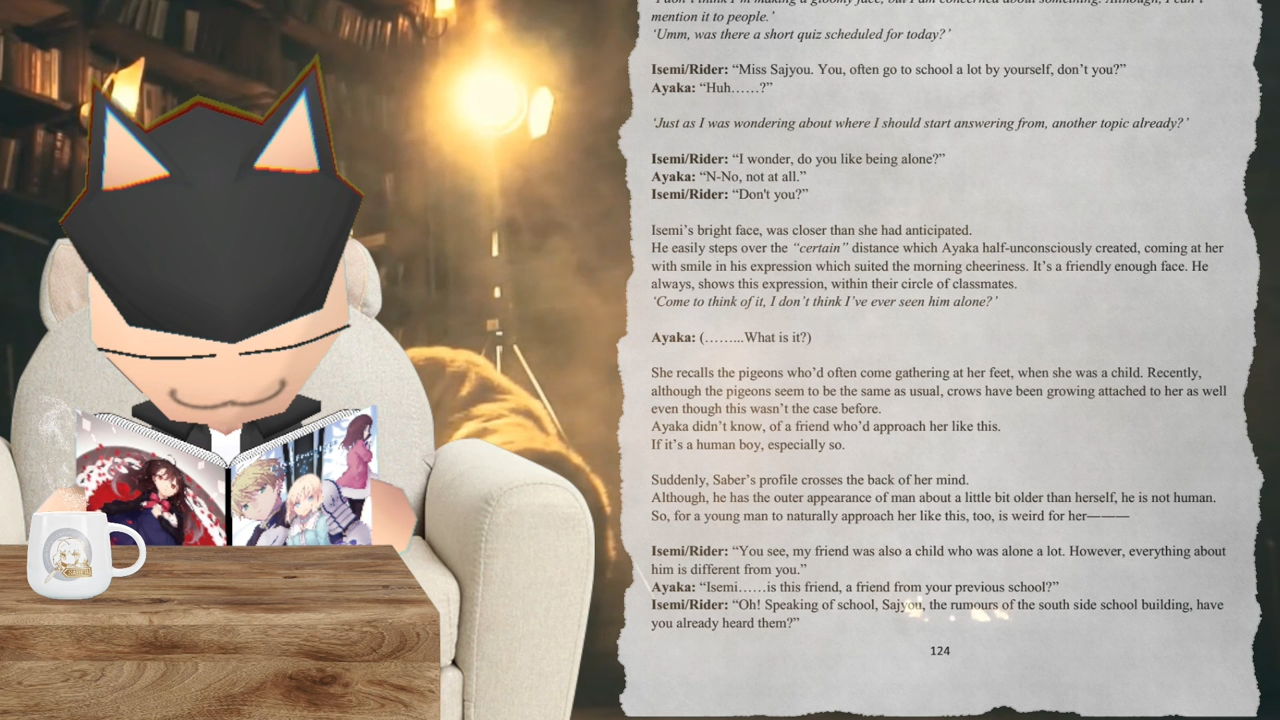 mention it to people.’
‘Umm, was there a short quiz scheduled for today?’
Isemi/Rider: “Miss Sajyou. You, often go to school a lot by yourself, don’t you?”
Ayaka: “Huh……?”
‘Just as I was wondering about where I should start answering from, another topic already?’
Isemi/Rider: “I wonder, do you like being alone?”
Ayaka: “N-No, not at all.”
Isemi/Rider: “Don't you?”
Isemi’s bright face, was closer than she had anticipated.
He easily steps over the “certain” distance which Ayaka half-unconsciously created, coming at her
with smile in his expression which suited the morning cheeriness. It’s a friendly enough face. He
always, shows this expression, within their circle of classmates.
‘Come to think of it, I don’t think I’ve ever seen him alone?’
Ayaka: (……...What is it?)
She recalls the pigeons who’d often come gathering at her feet, when she was a child. Recently,
although the pigeons seem to be the same as usual, crows have been growing attached to her as well
even though this wasn’t the case before.
Ayaka didn’t know, of a friend who’d approach her like this.
If it’s a human boy, especially so.
Suddenly, Saber’s profile crosses the back of her mind.
Although, he has the outer appearance of man about a little bit older than herself, he is not human.
So, for a young man to naturally approach her like this, too, is weird for her———
Isemi/Rider: “You see, my friend was also a child who was alone a lot. However, everything about
him is different from you.”
Ayaka: “Isemi……is this friend, a friend from your previous school?”
Isemi/Rider: “Oh! Speaking of school, Sajyou, the rumours of the south side school building, have
you already heard them?”
124